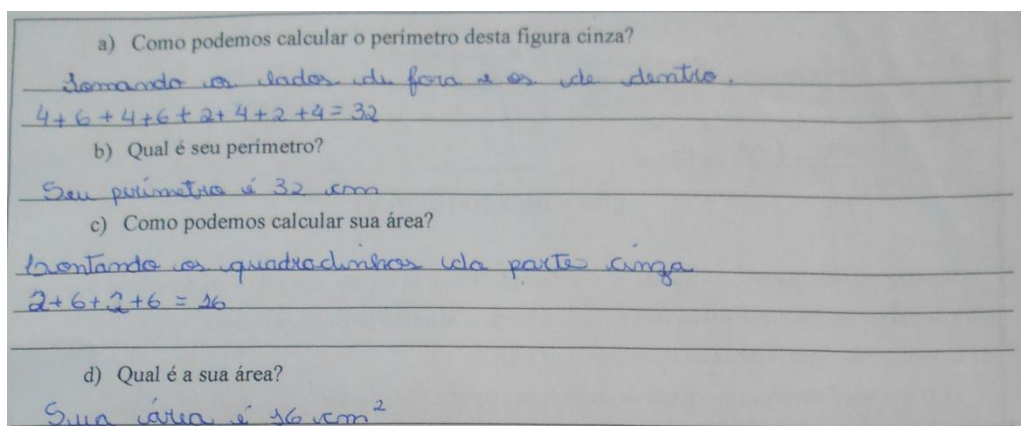 a) Como podemos calcular o perímetro desta figura cinza?
Somando os lados de fora e os de dentro.
4+6+4+6+2+4+2+4=32
b) Qual é seu perímetro?
Seu perímetro é 32 cm
c) Como podemos calcular sua área?
Contando os quadradinhos da parte cinza
2+6+2+6=16
d) Qual é a sua área?
Sua área é 16 cm²